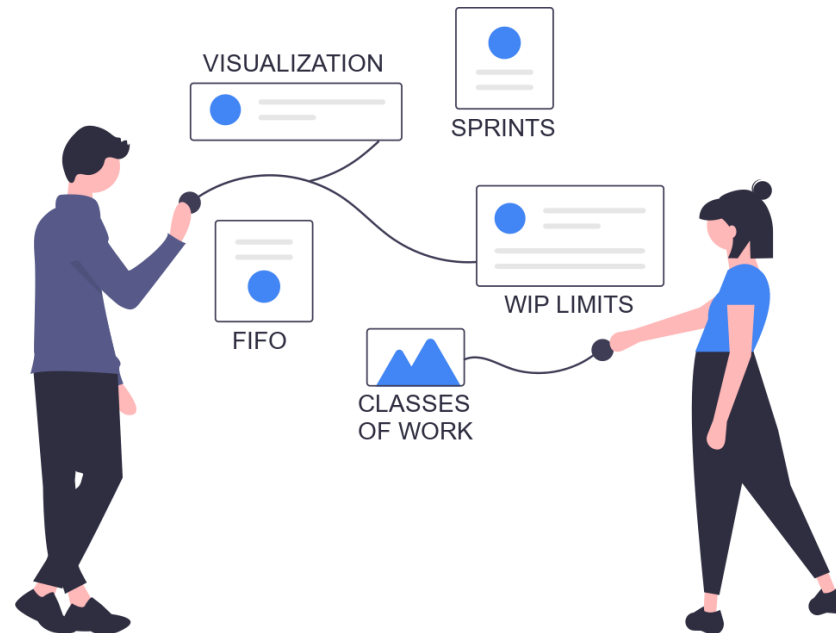 VISUALIZATION
SPRINTS
WIP LIMITS
FIFO
CLASSES
OF WORK